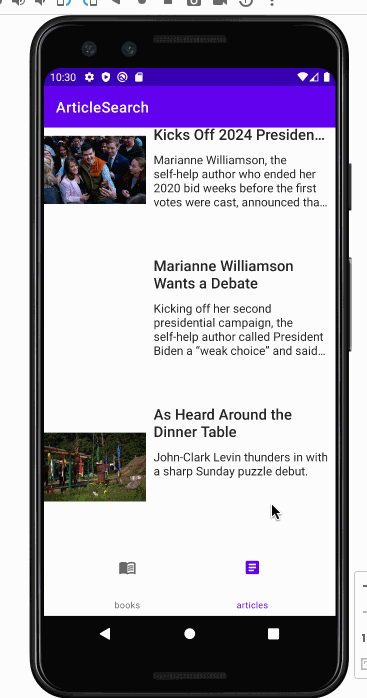 10:30
ArticleSearch
Kicks Off 2024 Presiden...
Marianne Williamson, the
self-help author who ended her
2020 bid weeks before the first
votes were cast, announced tha...
Marianne Williamson
Wants a Debate
Kicking off her second
presidential campaign, the
self-help author called President
Biden a “weak choice” and said...
As Heard Around the
Dinner Table
John-Clark Levin thunders in with
a sharp Sunday puzzle debut.
books
articles